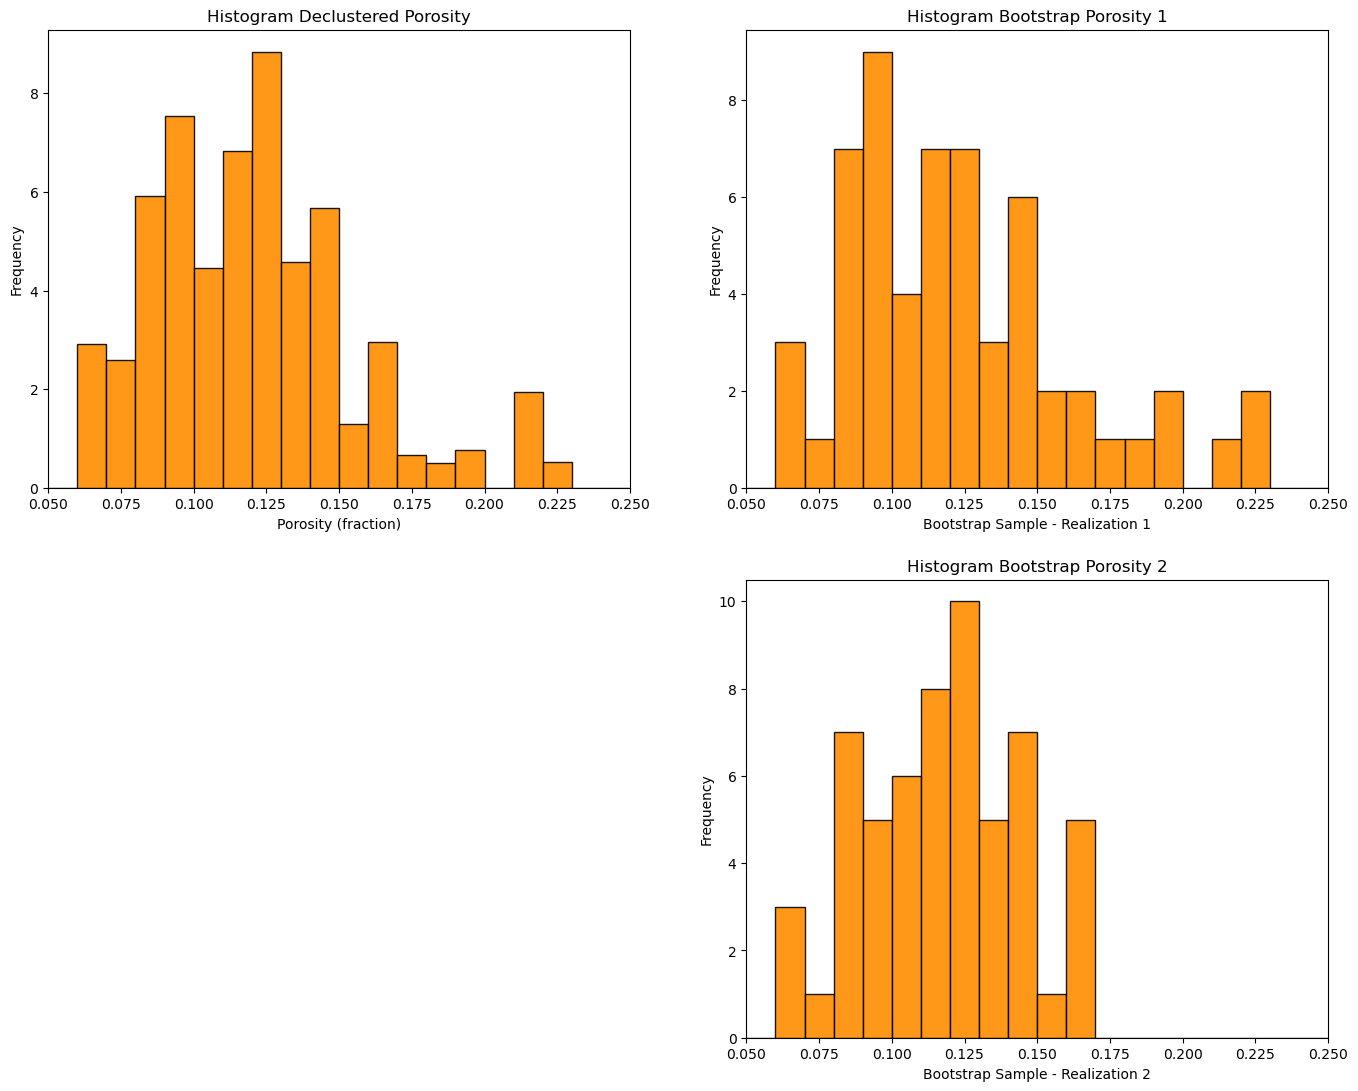 Histogram Declustered Porosity
Frequency
8
6
4
2
0
0.050 0.075 0.100 0.125 0.150 0.175 0.200 0.225 0.250
Porosity (fraction)
Histogram Bootstrap Porosity 1
Frequency
8
6
4
2
0
0.050 0.075 0.100 0.125 0.150 0.175 0.200 0.225 0.250
Bootstrap Sample - Realization 1
Histogram Bootstrap Porosity 2
Frequency
10
8
6
4
2
0
0.050 0.075 0.100 0.125 0.150 0.175 0.200 0.225 0.250
Bootstrap Sample - Realization 2